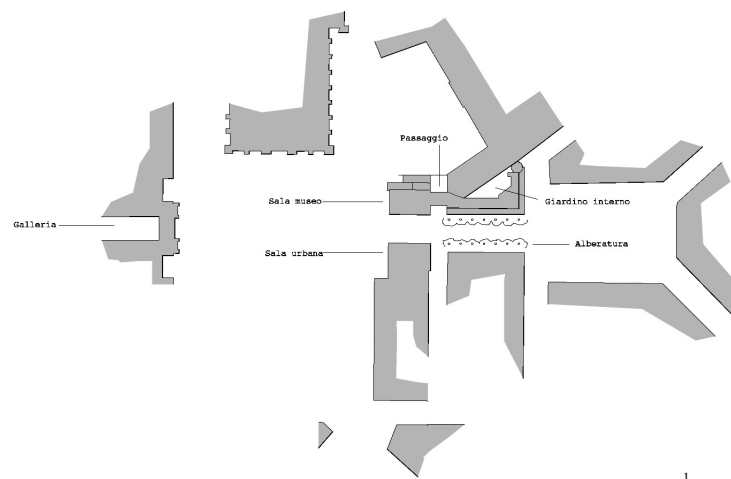 Passaggio
Sala museo
Giardino interno
Galleria
Sala urbana
Alberatura
1